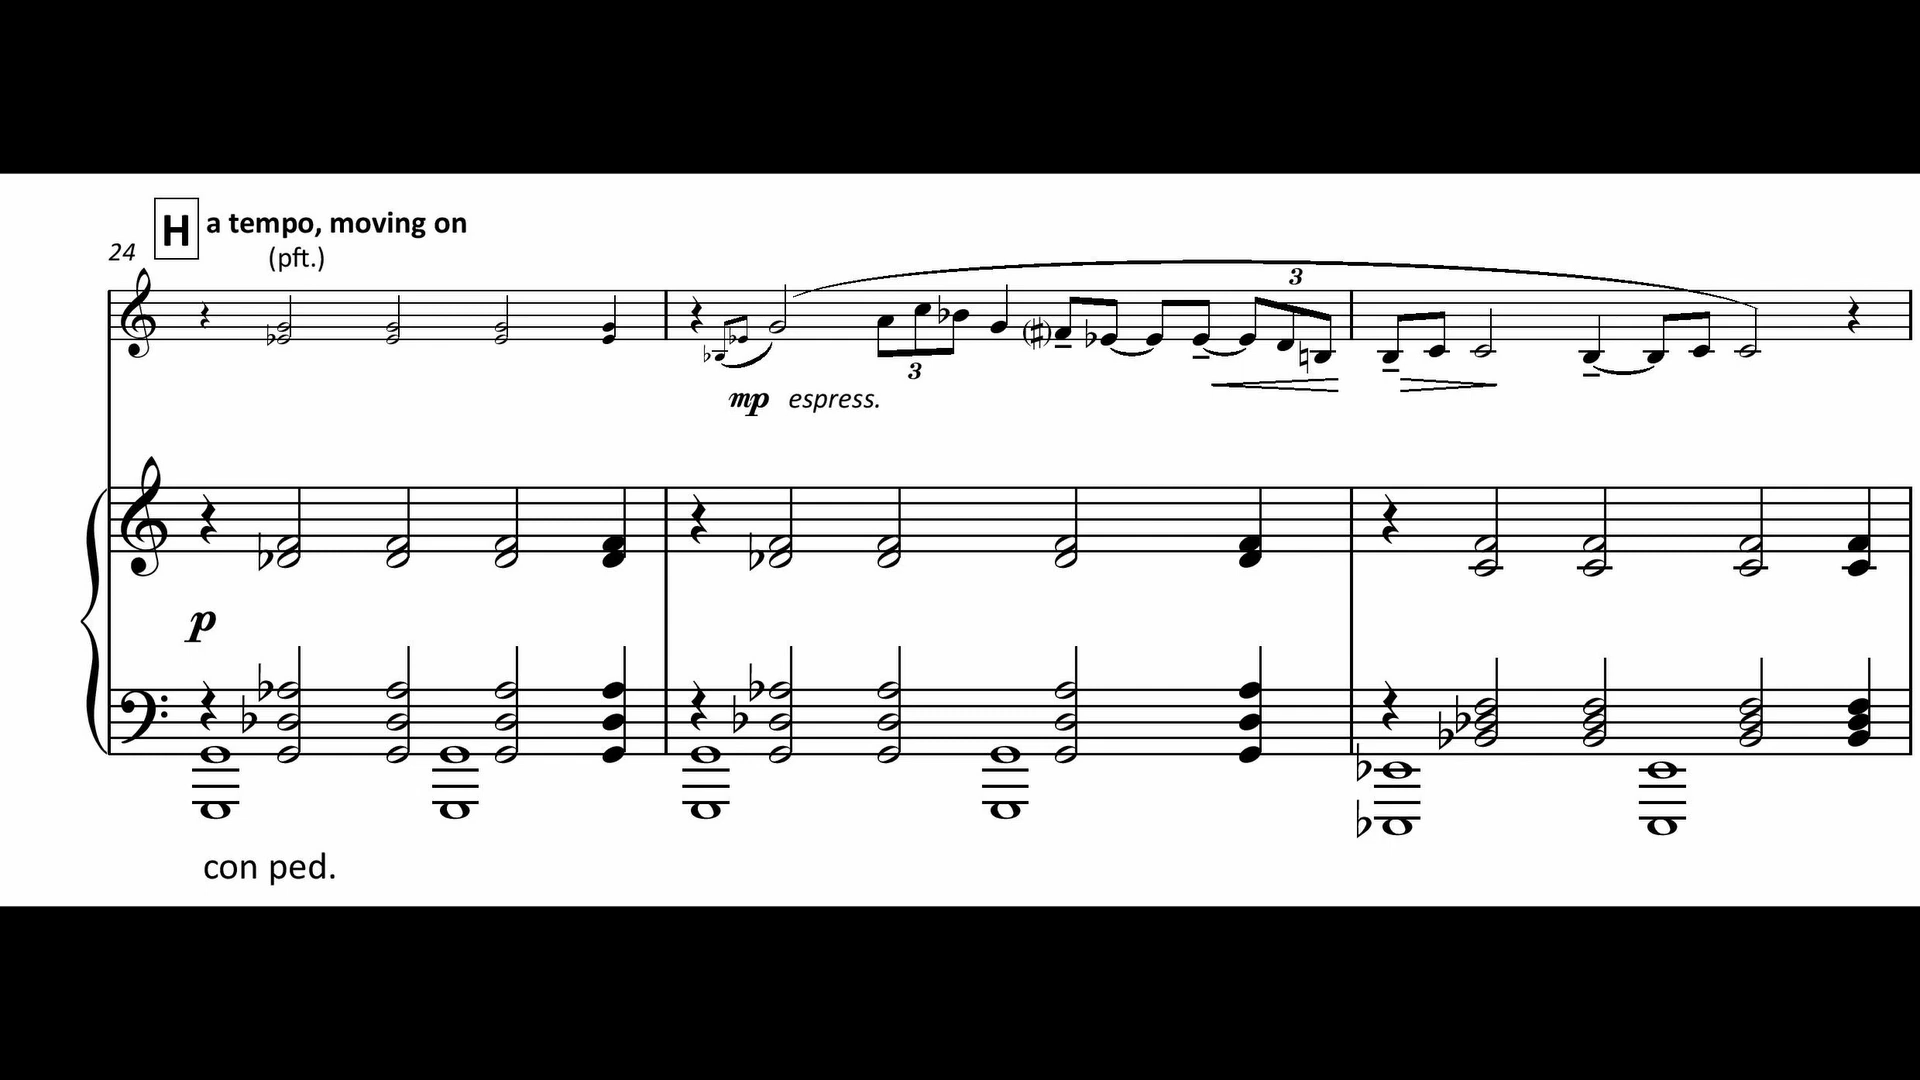 H a tempo, moving on
24 (pft.)
3
3
mp espress.
p
con ped.